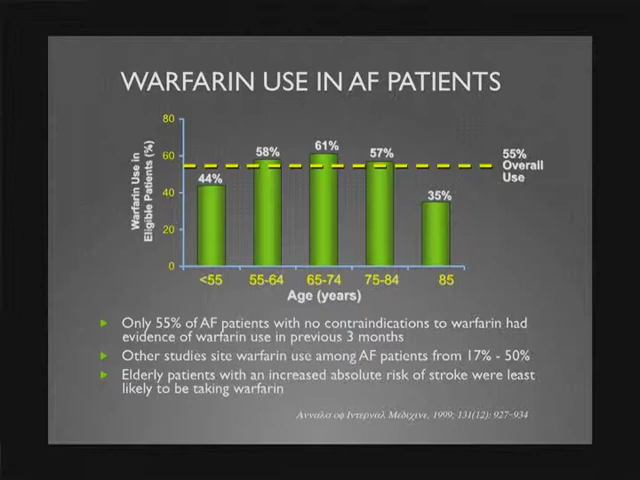 WARFARIN USE IN AF PATIENTS
80
60
40
20
0
Warfarin Use in
Eligible Patients (%)
44%
58%
61%
57%
35%
55%
Overall
Use
<55
55-64
65-74
75-84
85
Age (years)
Only 55% of AF patients with no contraindications to warfarin had
evidence of warfarin use in previous 3 months
Other studies site warfarin use among AF patients from 17% - 50%
Elderly patients with an increased absolute risk of stroke were least
likely to be taking warfarin
Ανναλσ οφ Ιντερναλ Μεδιχινε. 1999; 131(12): 927-934